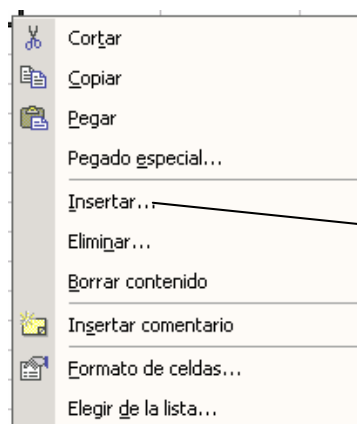 Cortar
Copiar
Pegar
Pegado especial...
Insertar...
Eliminar...
Borrar contenido
Insertar comentario
Formato de celdas...
Elegir de la lista...